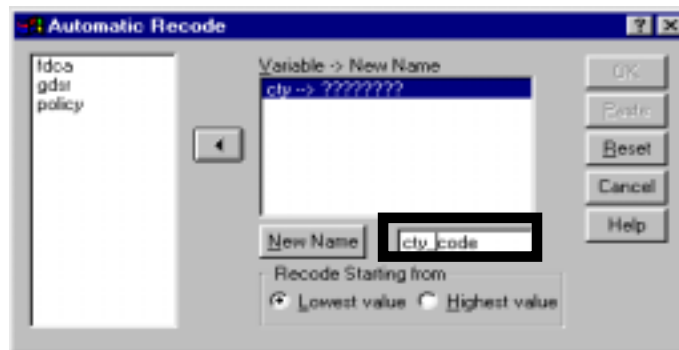 Automatic Recode
fdca
gdsr
policy
Variable -> New Name
cty --> ????????
OK
Paste
Reset
Cancel
Help
New Name
cty_code
Recode Starting from
Lowest value Highest value